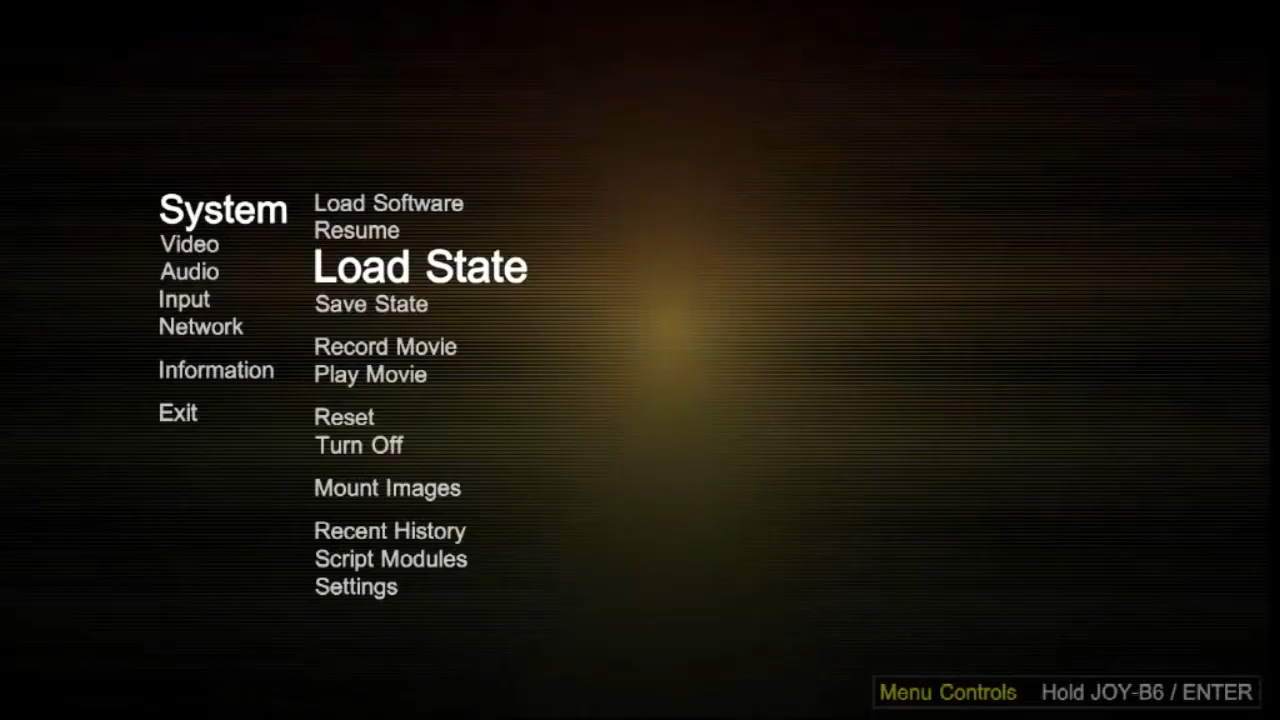 System
Video
Audio
Input
Network
Information
Exit
Load Software
Resume
Load State
Save State
Record Movie
Play Movie
Reset
Turn Off
Mount Images
Recent History
Script Modules
Settings
Menu Controls Hold JOY-B6 / ENTER